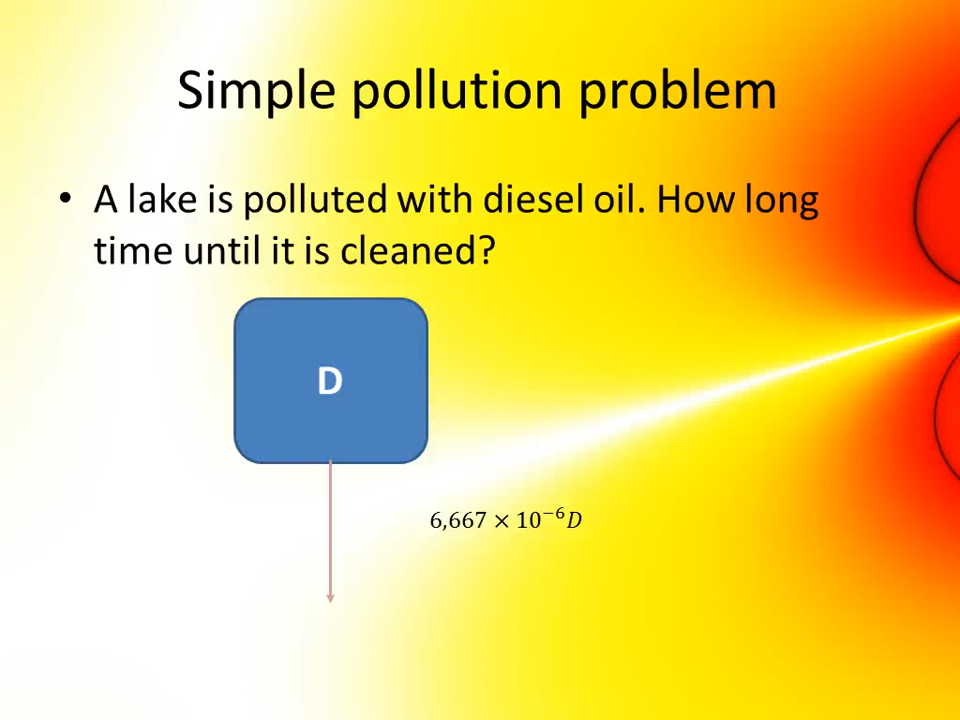 Simple pollution problem
• A lake is polluted with diesel oil. How long
time until it is cleaned?
D
6,667 × 10⁻⁶D